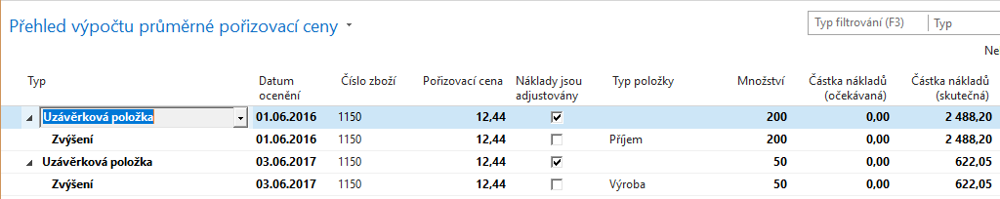 Přehled výpočtu průměrné pořizovací ceny
Typ filtrování (F3) Typ
Ne
Typ Datum ocenění Číslo zboží Pořizovací cena Náklady jsou adjustovány Typ položky Množství Částka nákladů (očekávaná) Částka nákladů (skutečná)
Uzávěrková položka 01.06.2016 1150 12,44 200 0,00 2 488,20
Zvýšení 01.06.2016 1150 12,44 Příjem 200 0,00 2 488,20
Uzávěrková položka 03.06.2017 1150 12,44 50 0,00 622,05
Zvýšení 03.06.2017 1150 12,44 Výroba 50 0,00 622,05